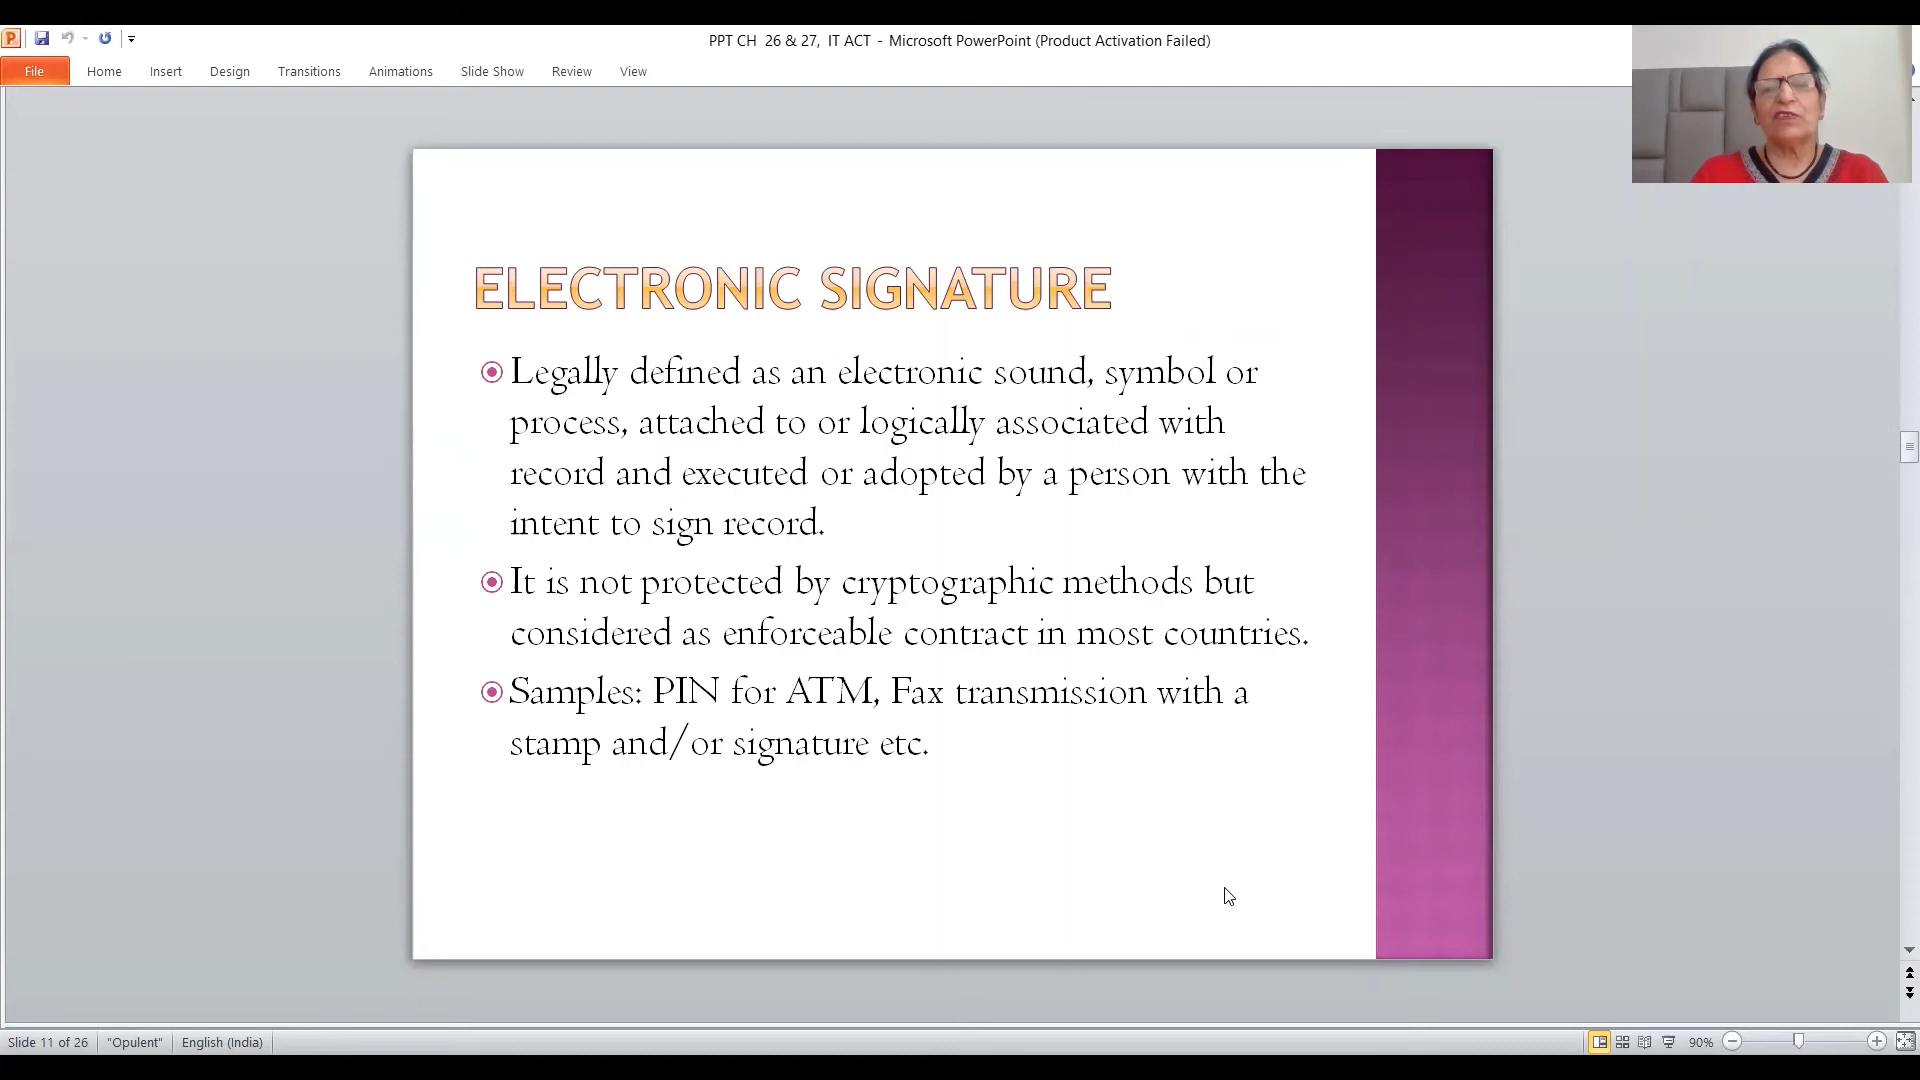 PPT CH 26 & 27, IT ACT - Microsoft PowerPoint (Product Activation Failed)
File Home Insert Design Transitions Animations Slide Show Review View
ELECTRONIC SIGNATURE
Legally defined as an electronic sound, symbol or
process, attached to or logically associated with
record and executed or adopted by a person with the
intent to sign record.
It is not protected by cryptographic methods but
considered as enforceable contract in most countries.
Samples: PIN for ATM, Fax transmission with a
stamp and/or signature etc.
Slide 11 of 26 "Opulent" English (India) 90%